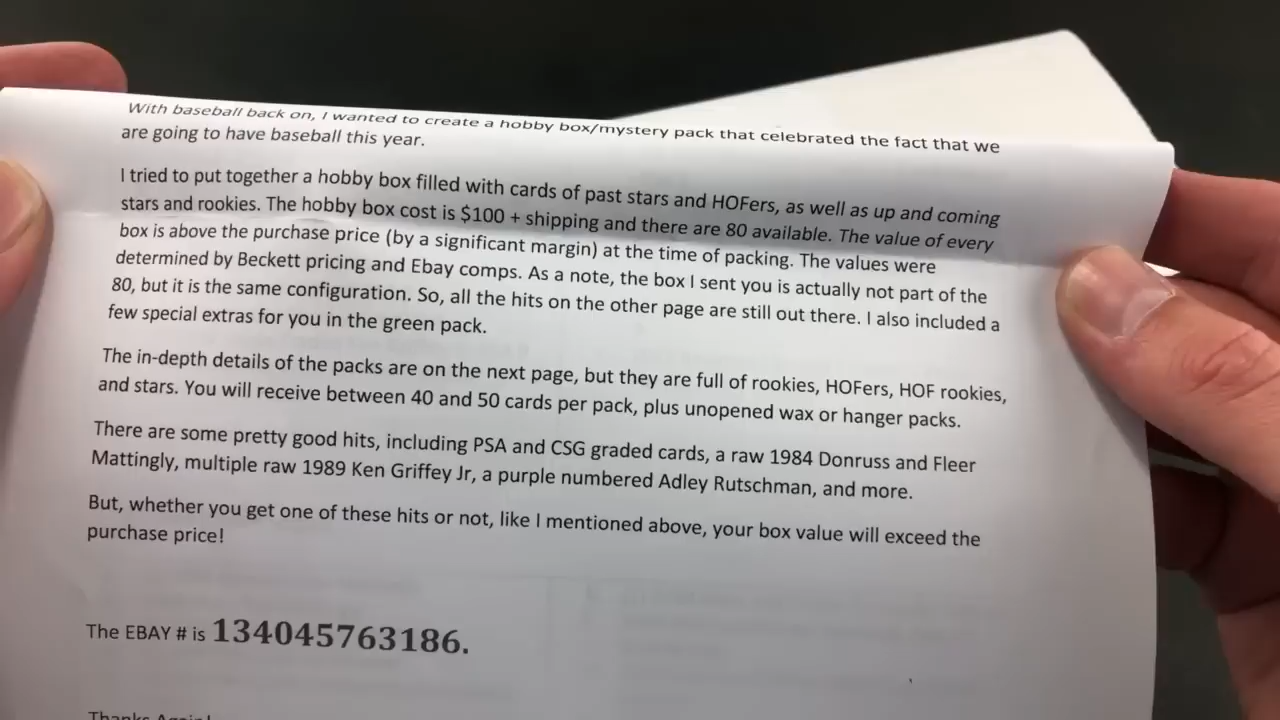 With baseball back on, I wanted to create a hobby box/mystery pack that celebrated the fact that we
are going to have baseball this year.
I tried to put together a hobby box filled with cards of past stars and HOFers, as well as up and coming
stars and rookies. The hobby box cost is $100 + shipping and there are 80 available. The value of every
box is above the purchase price (by a significant margin) at the time of packing. The values were
determined by Beckett pricing and Ebay comps. As a note, the box I sent you is actually not part of the
80, but it is the same configuration. So, all the hits on the other page are still out there. I also included a
few special extras for you in the green pack.
The in-depth details of the packs are on the next page, but they are full of rookies, HOFers, HOF rookies,
and stars. You will receive between 40 and 50 cards per pack, plus unopened wax or hanger packs.
There are some pretty good hits, including PSA and CSG graded cards, a raw 1984 Donruss and Fleer
Mattingly, multiple raw 1989 Ken Griffey Jr, a purple numbered Adley Rutschman, and more.
But, whether you get one of these hits or not, like I mentioned above, your box value will exceed the
purchase price!
The EBAY # is 134045763186.
Thanks Again!